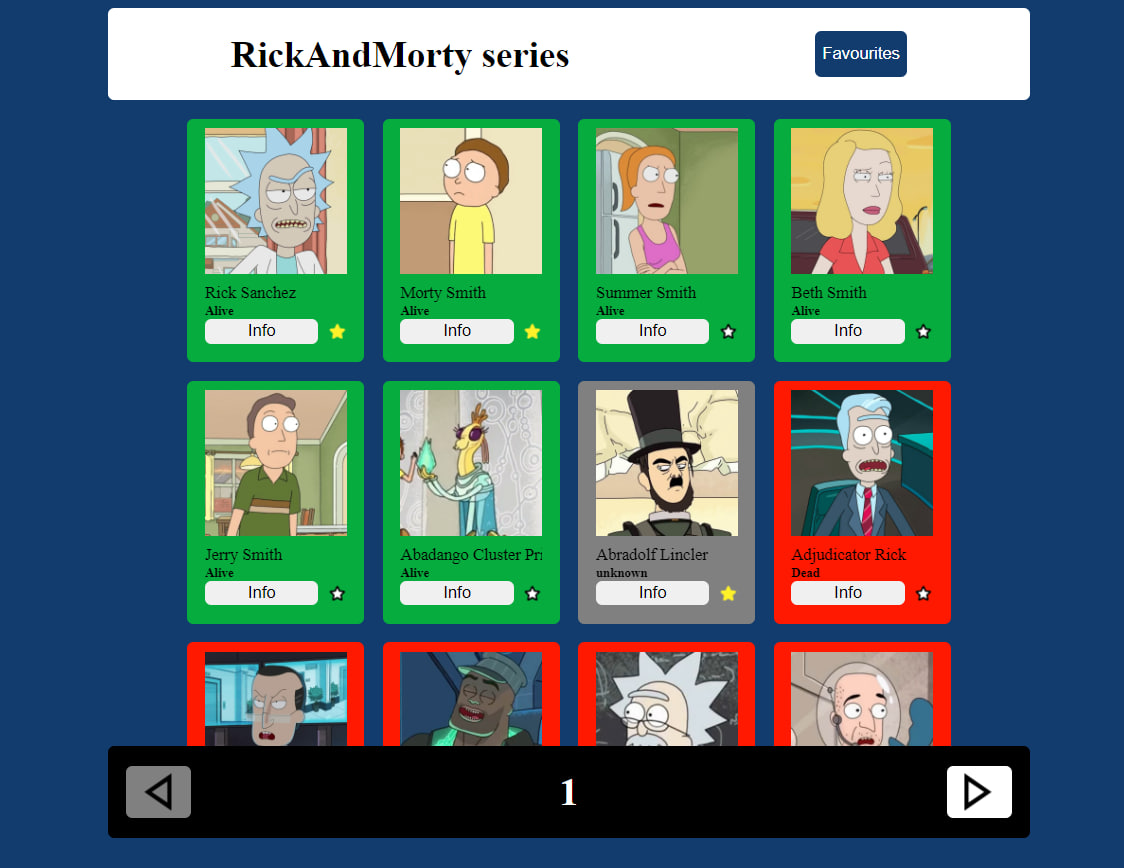 RickAndMorty series
Favourites
Rick Sanchez
Alive
Info
Morty Smith
Alive
Info
Summer Smith
Alive
Info
Beth Smith
Alive
Info
Jerry Smith
Alive
Info
Abadango Cluster Pri
Alive
Info
Abradolf Lincler
unknown
Info
Adjudicator Rick
Dead
Info
1